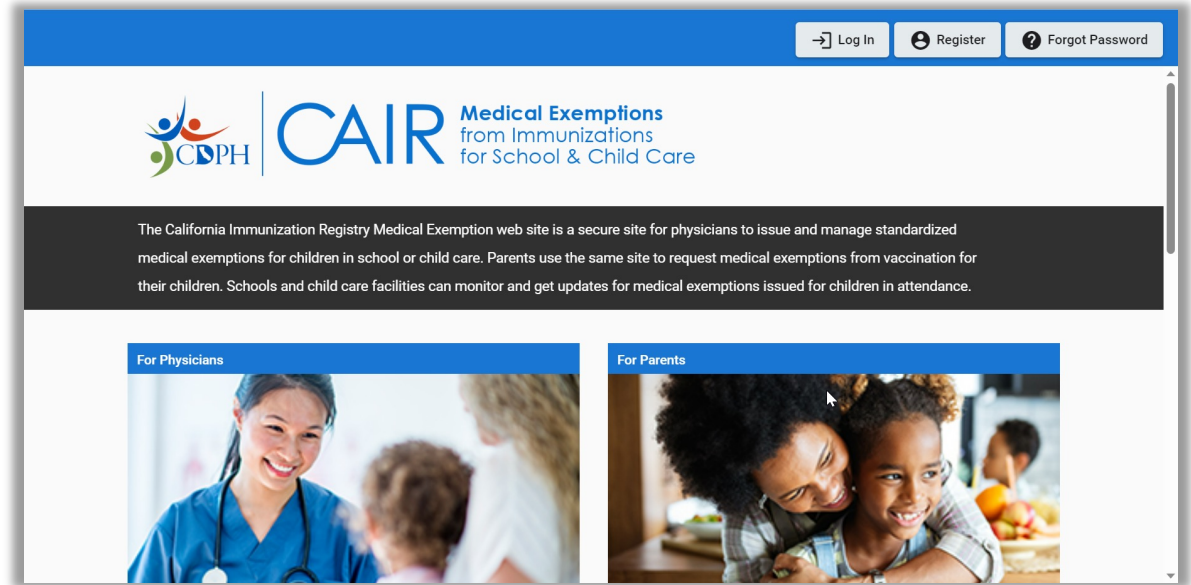 Log In
Register
Forgot Password
CDPH
CAIR
Medical Exemptions
from Immunizations
for School & Child Care
The California Immunization Registry Medical Exemption web site is a secure site for physicians to issue and manage standardized
medical exemptions for children in school or child care. Parents use the same site to request medical exemptions from vaccination for
their children. Schools and child care facilities can monitor and get updates for medical exemptions issued for children in attendance.
For Physicians
For Parents